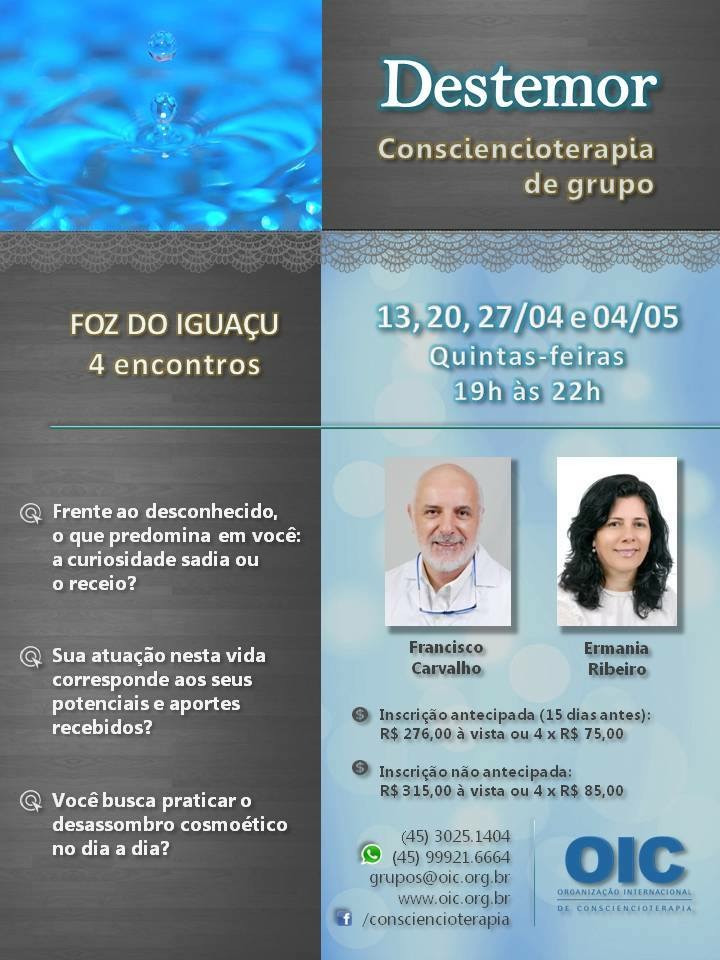 Destemor
Consciencioterapia
de grupo
FOZ DO IGUAÇU
4 encontros
13, 20, 27/04 e 04/05
Quintas-feiras
19h às 22h
Frente ao desconhecido,
o que predomina em você:
a curiosidade sadia ou
o receio?
Sua atuação nesta vida
corresponde aos seus
potenciais e aportes
recebidos?
Você busca praticar o
desassombro cosmoético
no dia a dia?
Francisco
Carvalho
Ermania
Ribeiro
$ Inscrição antecipada (15 dias antes):
R$ 276,00 à vista ou 4 x R$ 75,00
$ Inscrição não antecipada:
R$ 315,00 à vista ou 4 x R$ 85,00
(45) 3025.1404
(45) 99921.6664
grupos@oic.org.br
www.oic.org.br
f /consciencioterapia
OIC
ORGANIZAÇÃO INTERNACIONAL
DE CONSCIENCIOTERAPIA